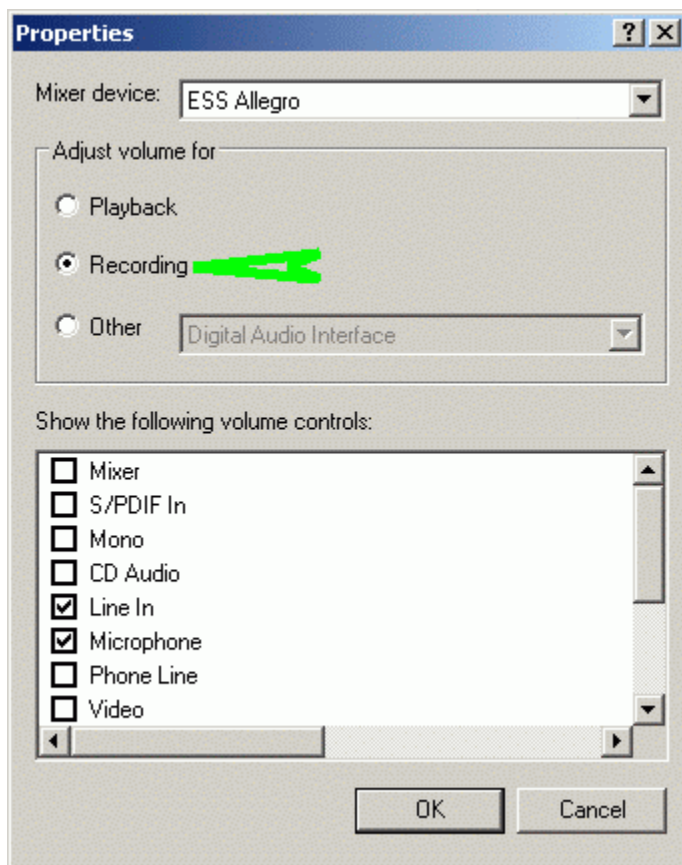 Properties
Mixer device: ESS Allegro
Adjust volume for
Playback
Recording
Other Digital Audio Interface
Show the following volume controls:
Mixer
S/PDIF In
Mono
CD Audio
Line In
Microphone
Phone Line
Video
OK Cancel